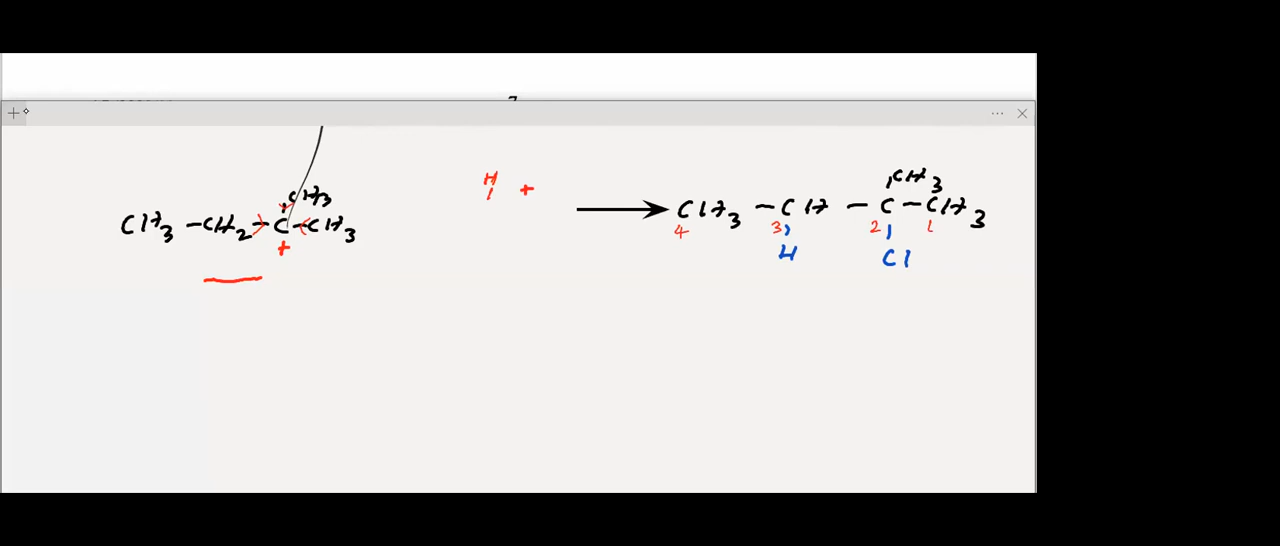 CH3
H +
CH3 - CH2 - C - CH3
+
CH3
CH3 - CH - C - CH3
4 3 2 1
H Cl